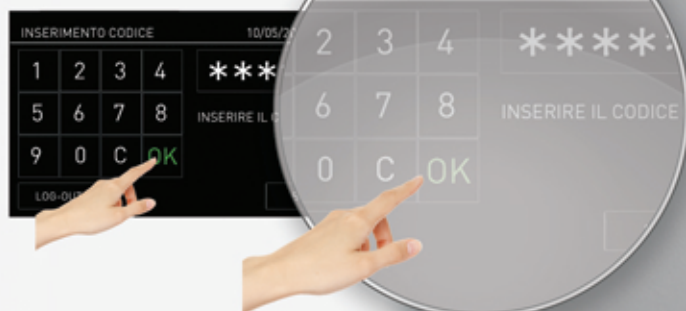 INSERIMENTO CODICE 10/05/2
1 2 3 4 ***
5 6 7 8 INSERIRE IL C
9 0 C OK
LOG-OUT
2 3 4 ****
6 7 8 INSERIRE IL CODICE
0 C OK